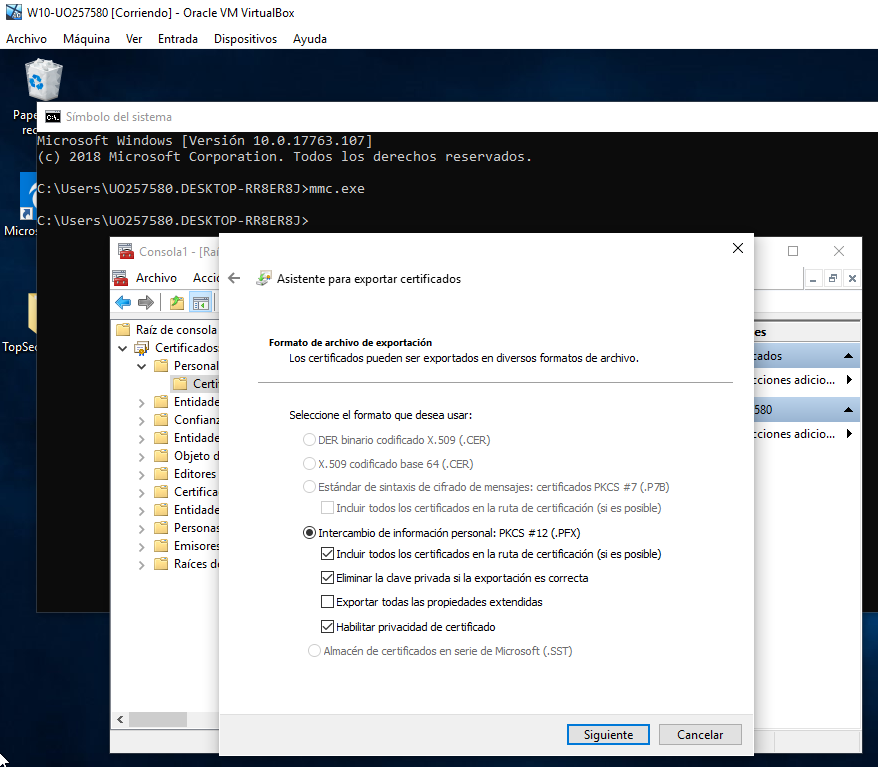 W10-UO257580 [Corriendo] - Oracle VM VirtualBox
Archivo Máquina Ver Entrada Dispositivos Ayuda
Pape
rec
Símbolo del sistema
Microsoft Windows [Versión 10.0.17763.107]
(c) 2018 Microsoft Corporation. Todos los derechos reservados.
C:\Users\UO257580.DESKTOP-RR8ER8J>mmc.exe
C:\Users\UO257580.DESKTOP-RR8ER8J>
Micros
TopSec
Consola1 - [Raí
Archivo Acció
Raíz de consola
Certificados
Personal
Certi
Entidade
Confianz
Entidade
Objeto d
Editores
Certifica
Entidade
Personas
Emisores
Raíces de
Asistente para exportar certificados
Formato de archivo de exportación
Los certificados pueden ser exportados en diversos formatos de archivo.
Seleccione el formato que desea usar:
DER binario codificado X.509 (.CER)
X.509 codificado base 64 (.CER)
Estándar de sintaxis de cifrado de mensajes: certificados PKCS #7 (.P7B)
Incluir todos los certificados en la ruta de certificación (si es posible)
Intercambio de información personal: PKCS #12 (.PFX)
Incluir todos los certificados en la ruta de certificación (si es posible)
Eliminar la clave privada si la exportación es correcta
Exportar todas las propiedades extendidas
Habilitar privacidad de certificado
Almacén de certificados en serie de Microsoft (.SST)
Siguiente Cancelar
es
cados
cciones adicio...
580
cciones adicio...